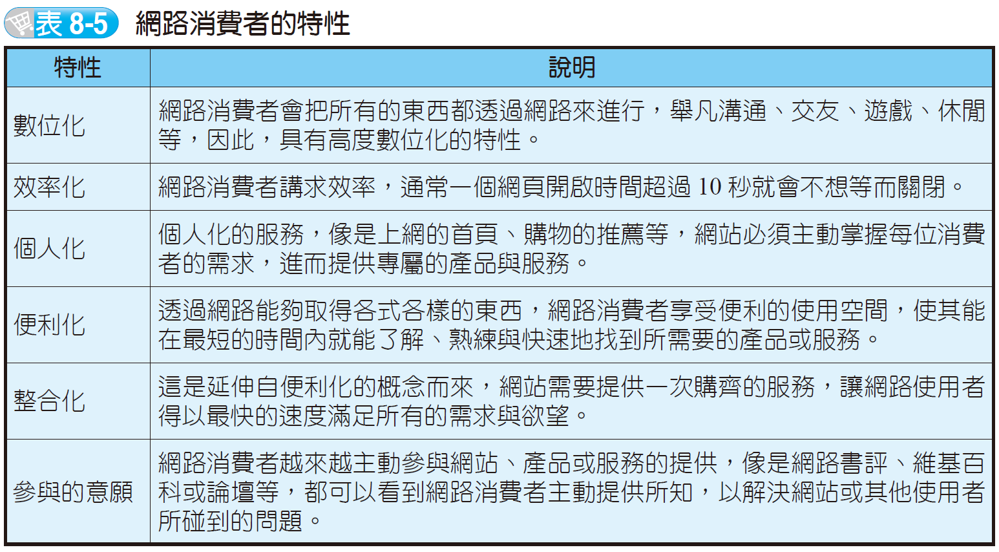 表 8-5 網路消費者的特性
特性 說明
數位化
網路消費者會把所有的東西都透過網路來進行，舉凡溝通、交友、遊戲、休閒
等，因此，具有高度數位化的特性。
效率化
網路消費者講求效率，通常一個網頁開啟時間超過 10 秒就會不想等而關閉。
個人化
個人化的服務，像是上網的首頁、購物的推薦等，網站必須主動掌握每位消費
者的需求，進而提供專屬的產品與服務。
便利化
透過網路能夠取得各式各樣的東西，網路消費者享受便利的使用空間，使其能
在最短的時間內就能了解、熟練與快速地找到所需要的產品或服務。
整合化
這是延伸自便利化的概念而來，網站需要提供一次購齊的服務，讓網路使用者
得以最快的速度滿足所有的需求與欲望。
參與的意願
網路消費者越來越主動參與網站、產品或服務的提供，像是網路書評、維基百
科或論壇等，都可以看到網路消費者主動提供所知，以解決網站或其他使用者
所碰到的問題。